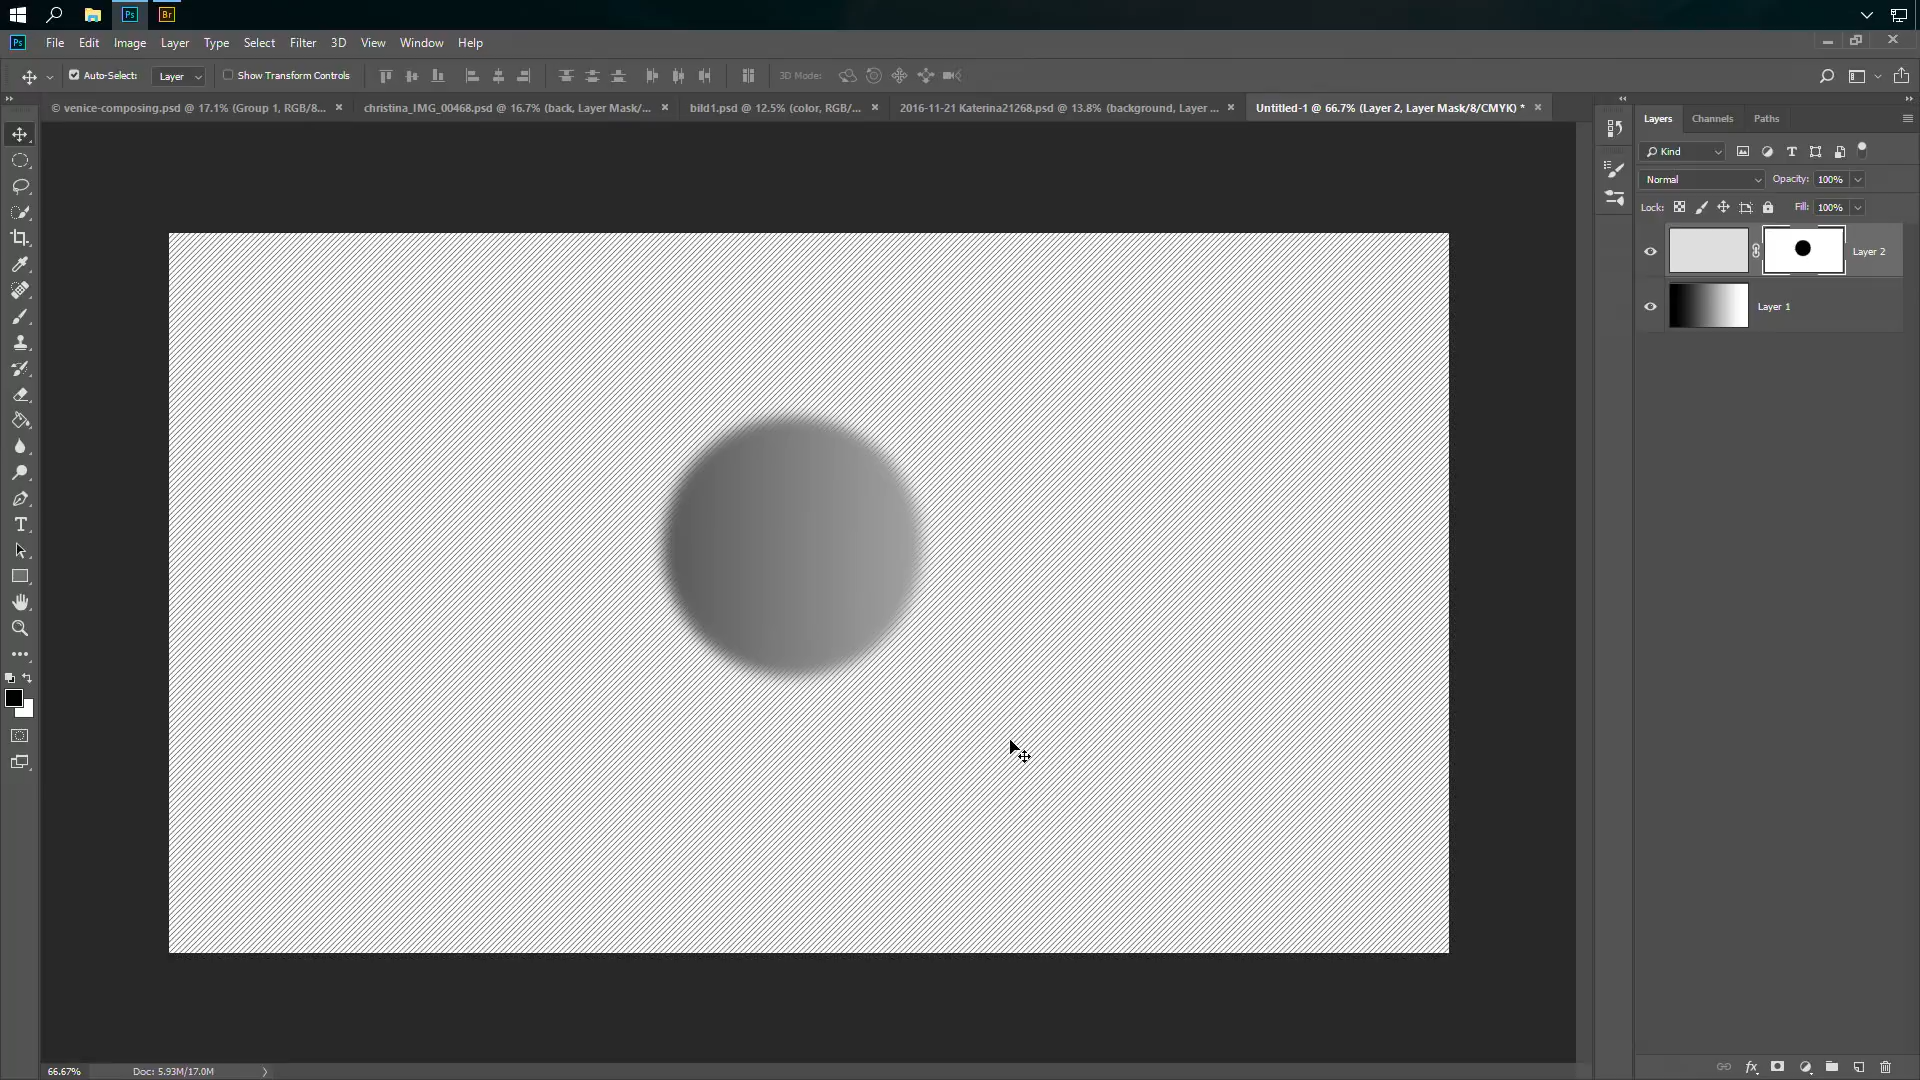 Ps
Br
Ps File Edit Image Layer Type Select Filter 3D View Window Help
Auto-Select: Layer Show Transform Controls 3D Mode:
© venice-composing.psd @ 17.1% (Group 1, RGB/8... christina_IMG_00468.psd @ 16.7% (back, Layer Mask/... bild1.psd @ 12.5% (color, RGB/... 2016-11-21 Katerina21268.psd @ 13.8% (background, Layer ... Untitled-1 @ 66.7% (Layer 2, Layer Mask/8/CMYK) *
Layers Channels Paths
Kind
Normal Opacity: 100%
Lock: Fill: 100%
Layer 2
Layer 1
66.67% Doc: 5.93M/17.0M